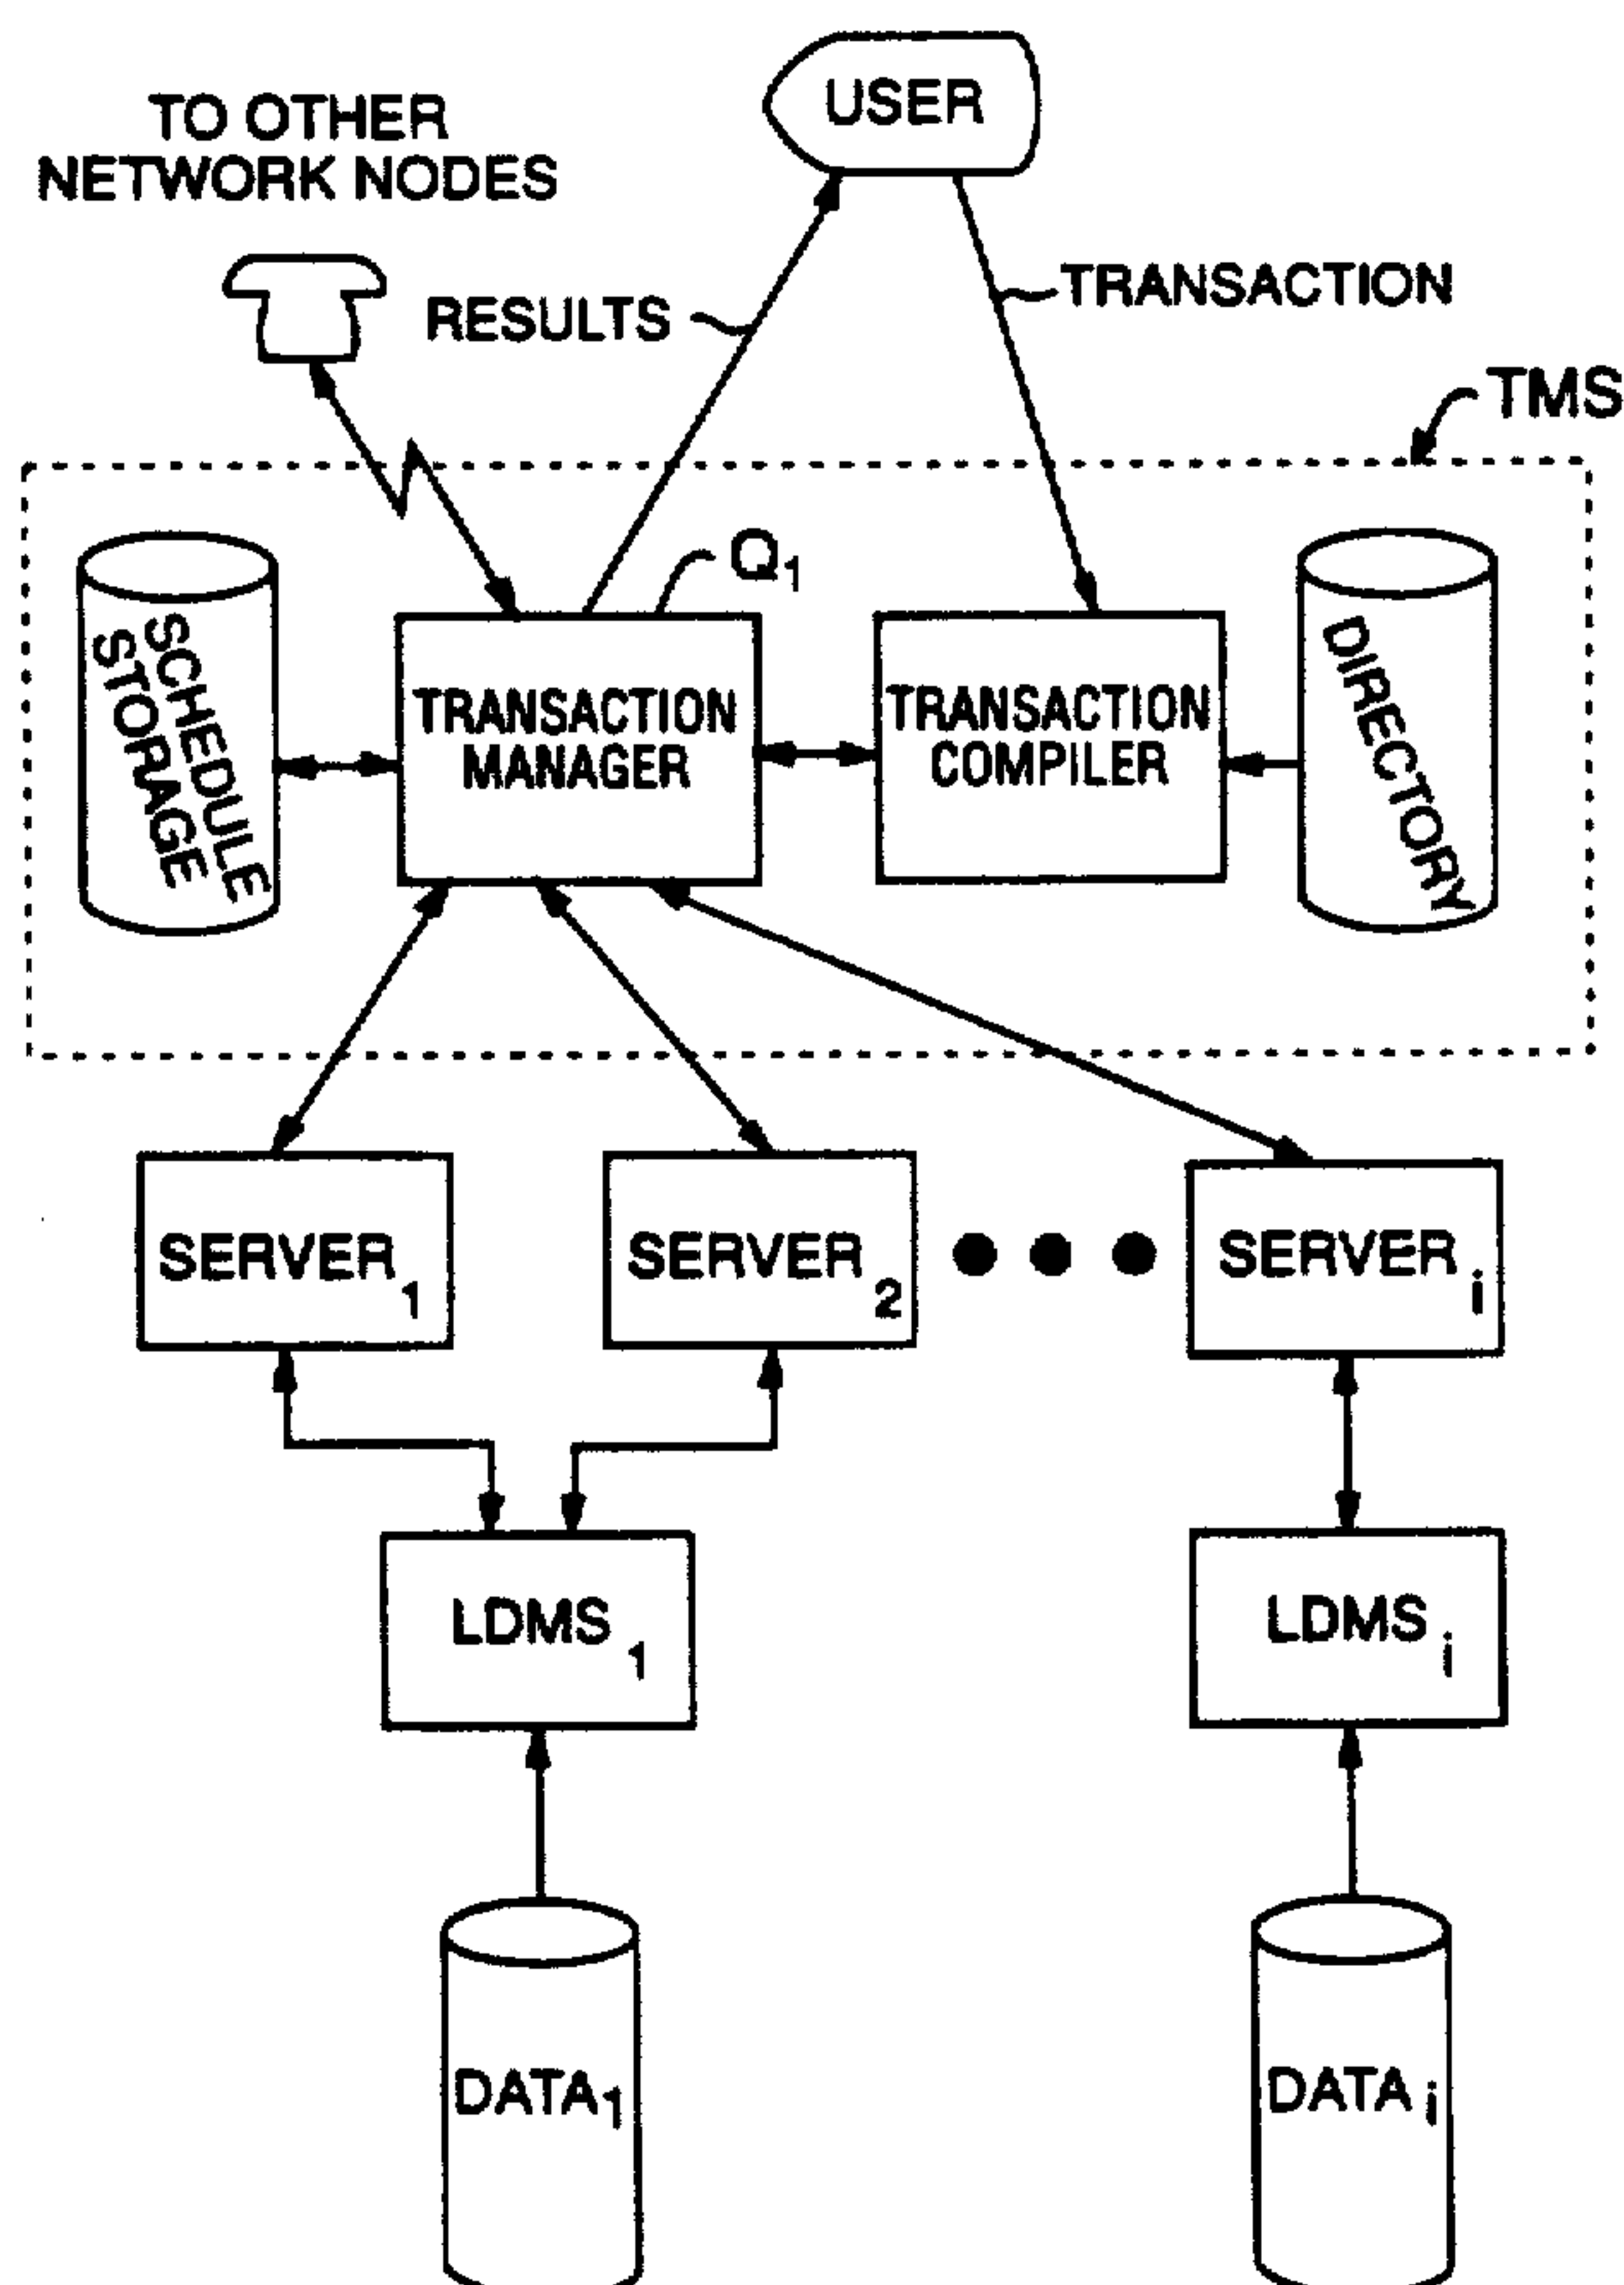 USER
TO OTHER
NETWORK NODES
TRANSACTION
RESULTS
TMS
Q1
SCHEDULE
STORAGE
TRANSACTION
MANAGER
TRANSACTION
COMPILER
DIRECTORY
SERVER1
SERVER2
SERVERi
LDMS1
LDMSi
DATA1
DATAi